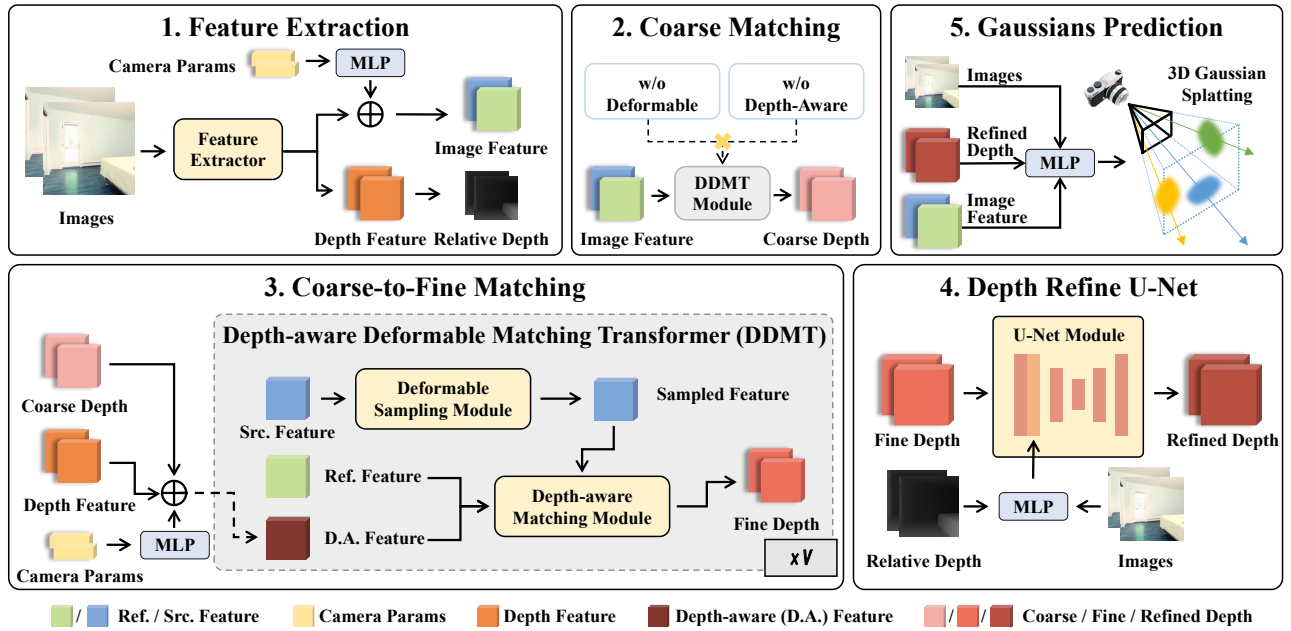 1. Feature Extraction
Camera Params
MLP
Feature
Extractor
Images
Image Feature
Depth Feature
Relative Depth
2. Coarse Matching
w/o
Deformable
w/o
Depth-Aware
DDMT
Module
Image Feature
Coarse Depth
5. Gaussians Prediction
Images
Refined
Depth
Image
Feature
MLP
3D Gaussian
Splatting
3. Coarse-to-Fine Matching
Coarse Depth
Depth Feature
Camera Params
MLP
Depth-aware Deformable Matching Transformer (DDMT)
Src. Feature
Deformable
Sampling Module
Sampled Feature
Ref. Feature
D.A. Feature
Depth-aware
Matching Module
Fine Depth
x V
4. Depth Refine U-Net
U-Net Module
Fine Depth
Refined Depth
Relative Depth
MLP
Images
/ Ref. / Src. Feature
Camera Params
Depth Feature
Depth-aware (D.A.) Feature
/ / Coarse / Fine / Refined Depth